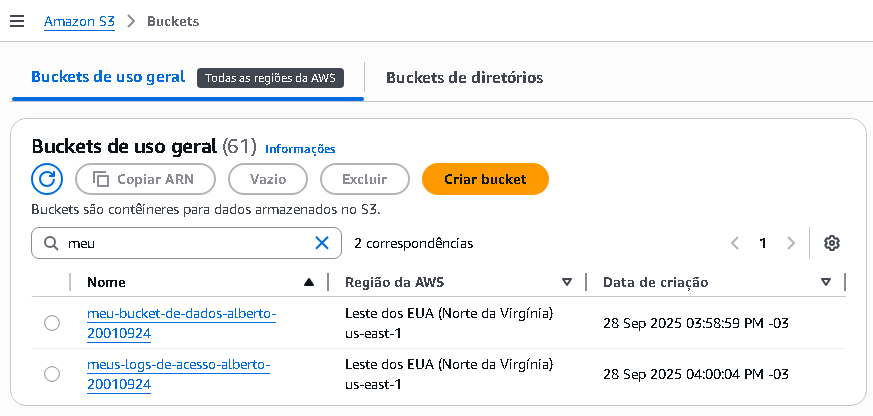 Amazon S3 > Buckets
Buckets de uso geral Todas as regiões da AWS Buckets de diretórios
Buckets de uso geral (61) Informações
Copiar ARN Vazio Excluir Criar bucket
Buckets são contêineres para dados armazenados no S3.
meu 2 correspondências 1
Nome Região da AWS Data de criação
meu-bucket-de-dados-alberto-20010924 Leste dos EUA (Norte da Virgínia) us-east-1 28 Sep 2025 03:58:59 PM -03
meus-logs-de-acesso-alberto-20010924 Leste dos EUA (Norte da Virgínia) us-east-1 28 Sep 2025 04:00:04 PM -03